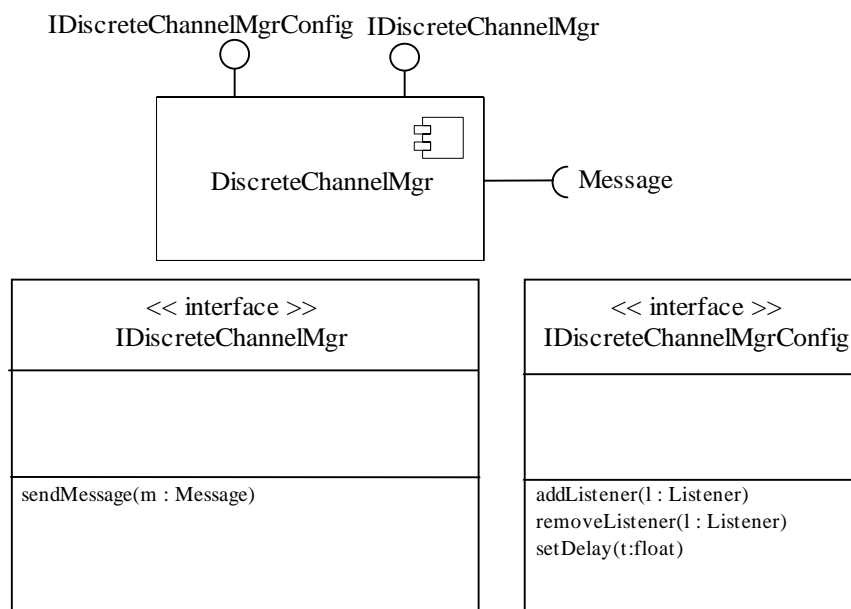 IDiscreteChannelMgrConfig IDiscreteChannelMgr
DiscreteChannelMgr
Message
<< interface >>
IDiscreteChannelMgr
sendMessage(m : Message)
<< interface >>
IDiscreteChannelMgrConfig
addListener(l : Listener)
removeListener(l : Listener)
setDelay(t:float)